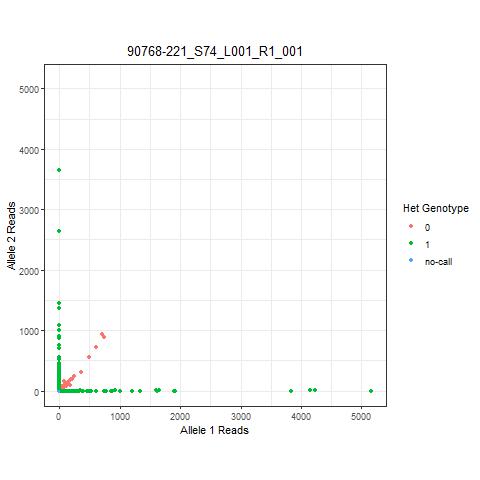 90768-221_S74_L001_R1_001
5000
4000
3000
2000
1000
0
Allele 2 Reads
0 1000 2000 3000 4000 5000
Allele 1 Reads
Het Genotype
0
1
no-call